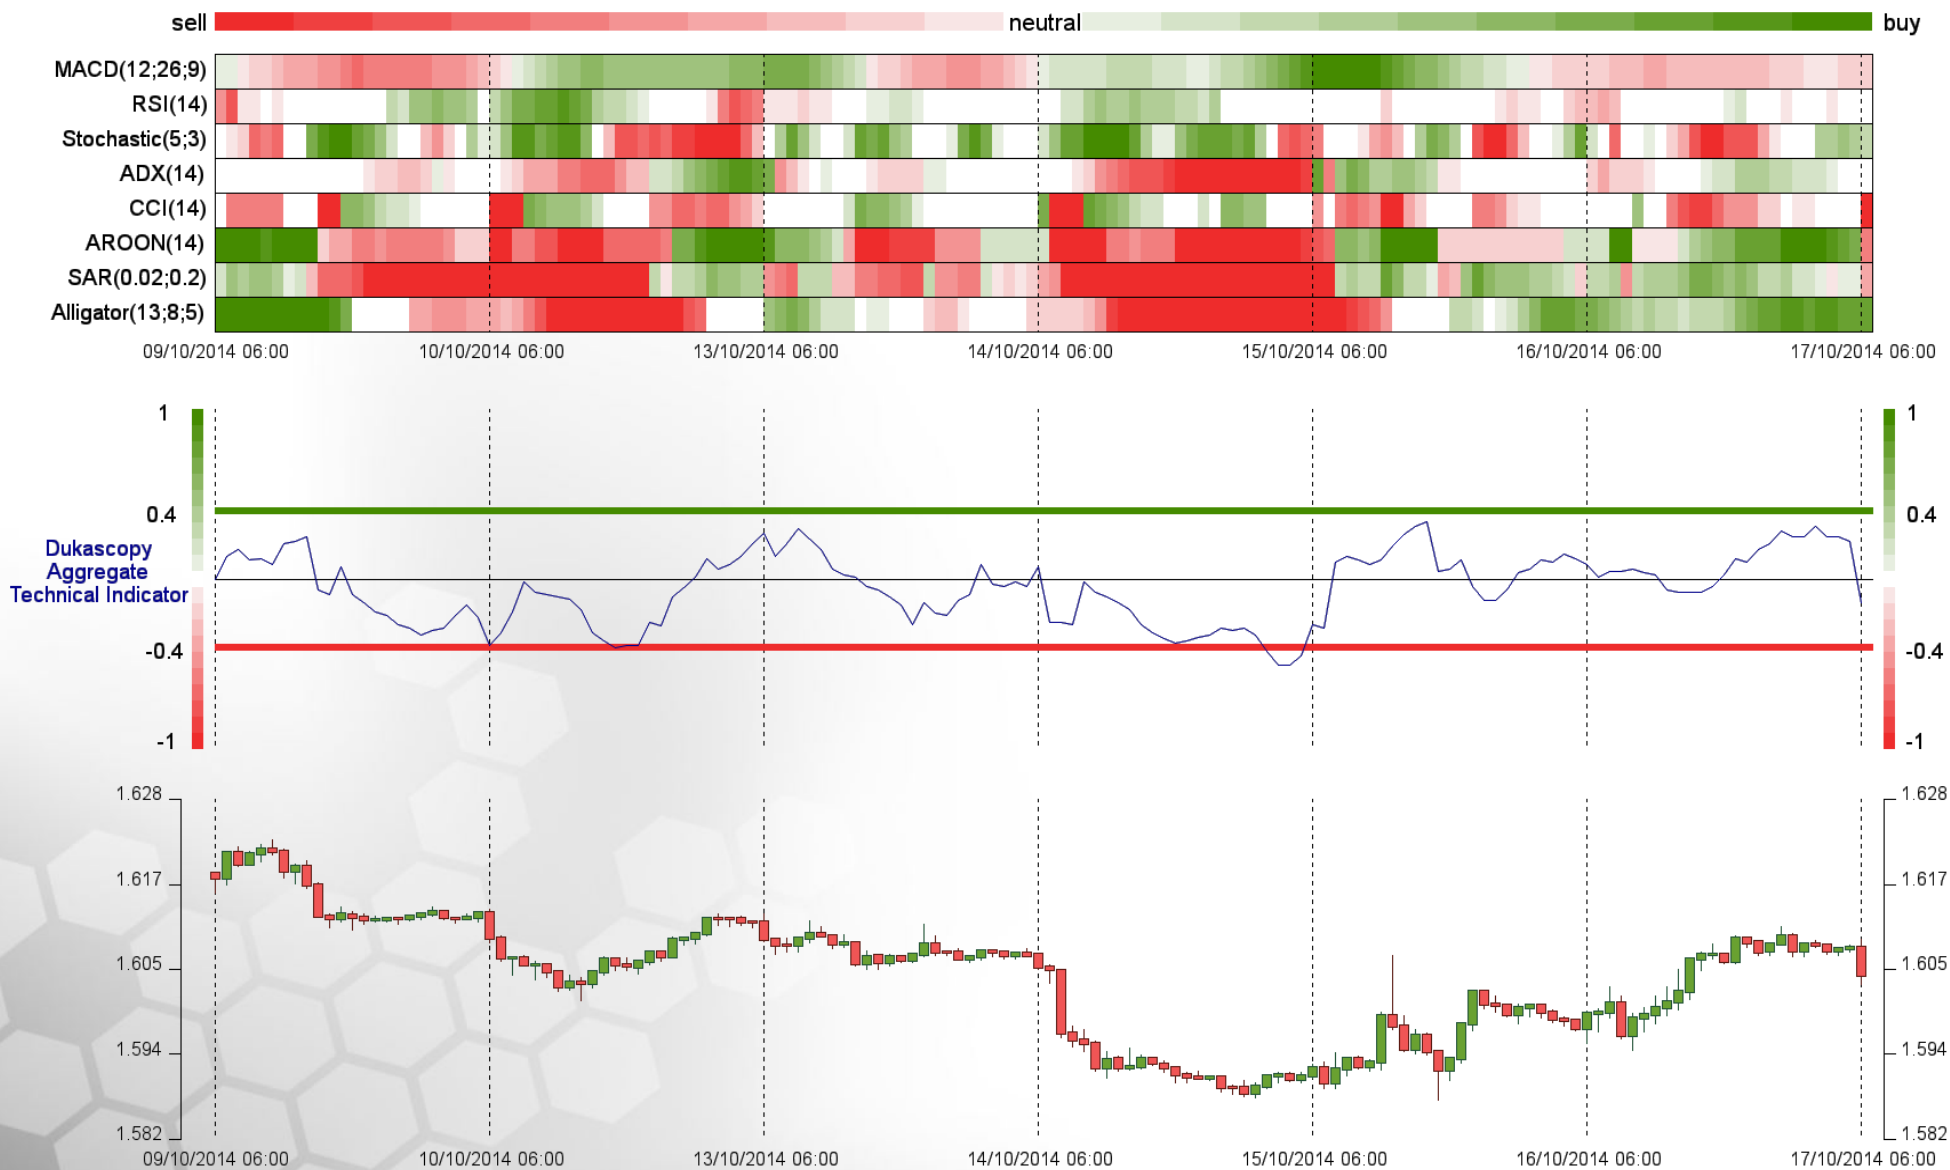 sell neutral buy
MACD(12;26;9)
RSI(14)
Stochastic(5;3)
ADX(14)
CCI(14)
AROON(14)
SAR(0.02;0.2)
Alligator(13;8;5)
09/10/2014 06:00 10/10/2014 06:00 13/10/2014 06:00 14/10/2014 06:00 15/10/2014 06:00 16/10/2014 06:00 17/10/2014 06:00
1 1
0.4 0.4
Dukascopy
Aggregate
Technical Indicator
-0.4 -0.4
-1 -1
1.628 1.628
1.617 1.617
1.605 1.605
1.594 1.594
1.582 1.582
09/10/2014 06:00 10/10/2014 06:00 13/10/2014 06:00 14/10/2014 06:00 15/10/2014 06:00 16/10/2014 06:00 17/10/2014 06:00